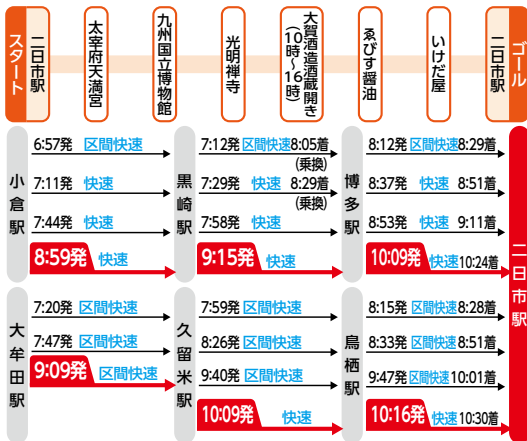 スタート
二日市駅
太宰府天満宮
九州国立博物館
光明禅寺
大賀酒造酒蔵開き
(10時~16時)
ゑびす醤油
いけだ屋
二日市駅
ゴール
小倉駅
6:57発 区間快速
7:11発 快速
7:44発 快速
8:59発 快速
黒崎駅
7:12発 区間快速 8:05着
(乗換)
7:29発 快速 8:29着
(乗換)
7:58発 快速
9:15発 快速
博多駅
8:12発 区間快速 8:29着
8:37発 快速 8:51着
8:53発 快速 9:11着
10:09発 快速 10:24着
大牟田駅
7:20発 区間快速
7:47発 区間快速
9:09発 区間快速
久留米駅
7:59発 区間快速
8:26発 区間快速
9:40発 区間快速
10:09発 快速
鳥栖駅
8:15発 区間快速 8:28着
8:33発 区間快速 8:51着
9:47発 区間快速 10:01着
10:16発 快速 10:30着
二日市駅